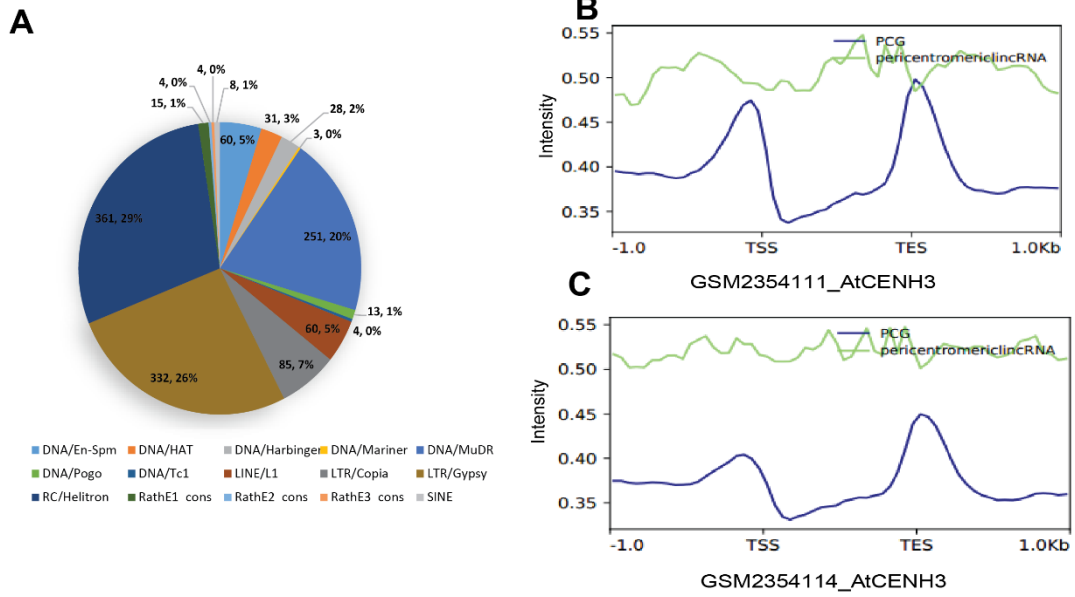 A
4, 0%
4, 0%
8, 1%
15, 1%
60, 5%
31, 3%
28, 2%
3, 0%
361, 29%
251, 20%
13, 1%
4, 0%
60, 5%
85, 7%
332, 26%
DNA/En-Spm DNA/HAT DNA/Harbinger DNA/Mariner DNA/MuDR
DNA/Pogo DNA/Tc1 LINE/L1 LTR/Copia LTR/Gypsy
RC/Helitron RathE1 cons RathE2 cons RathE3 cons SINE
B
0.55
0.50
0.45
0.40
0.35
Intensity
PCG
pericentromericlincRNA
-1.0 TSS TES 1.0Kb
GSM2354111_AtCENH3
C
0.55
0.50
0.45
0.40
0.35
Intensity
PCG
pericentromericlincRNA
-1.0 TSS TES 1.0Kb
GSM2354114_AtCENH3